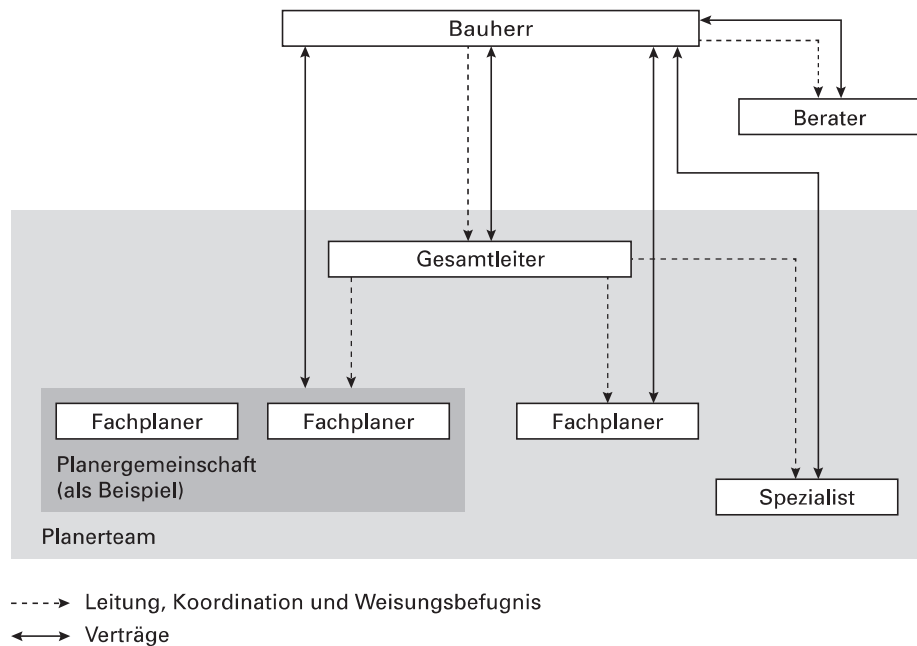 Bauherr
Berater
Gesamtleiter
Fachplaner
Fachplaner
Fachplaner
Planergemeinschaft
(als Beispiel)
Spezialist
Planerteam
Leitung, Koordination und Weisungsbefugnis
Verträge